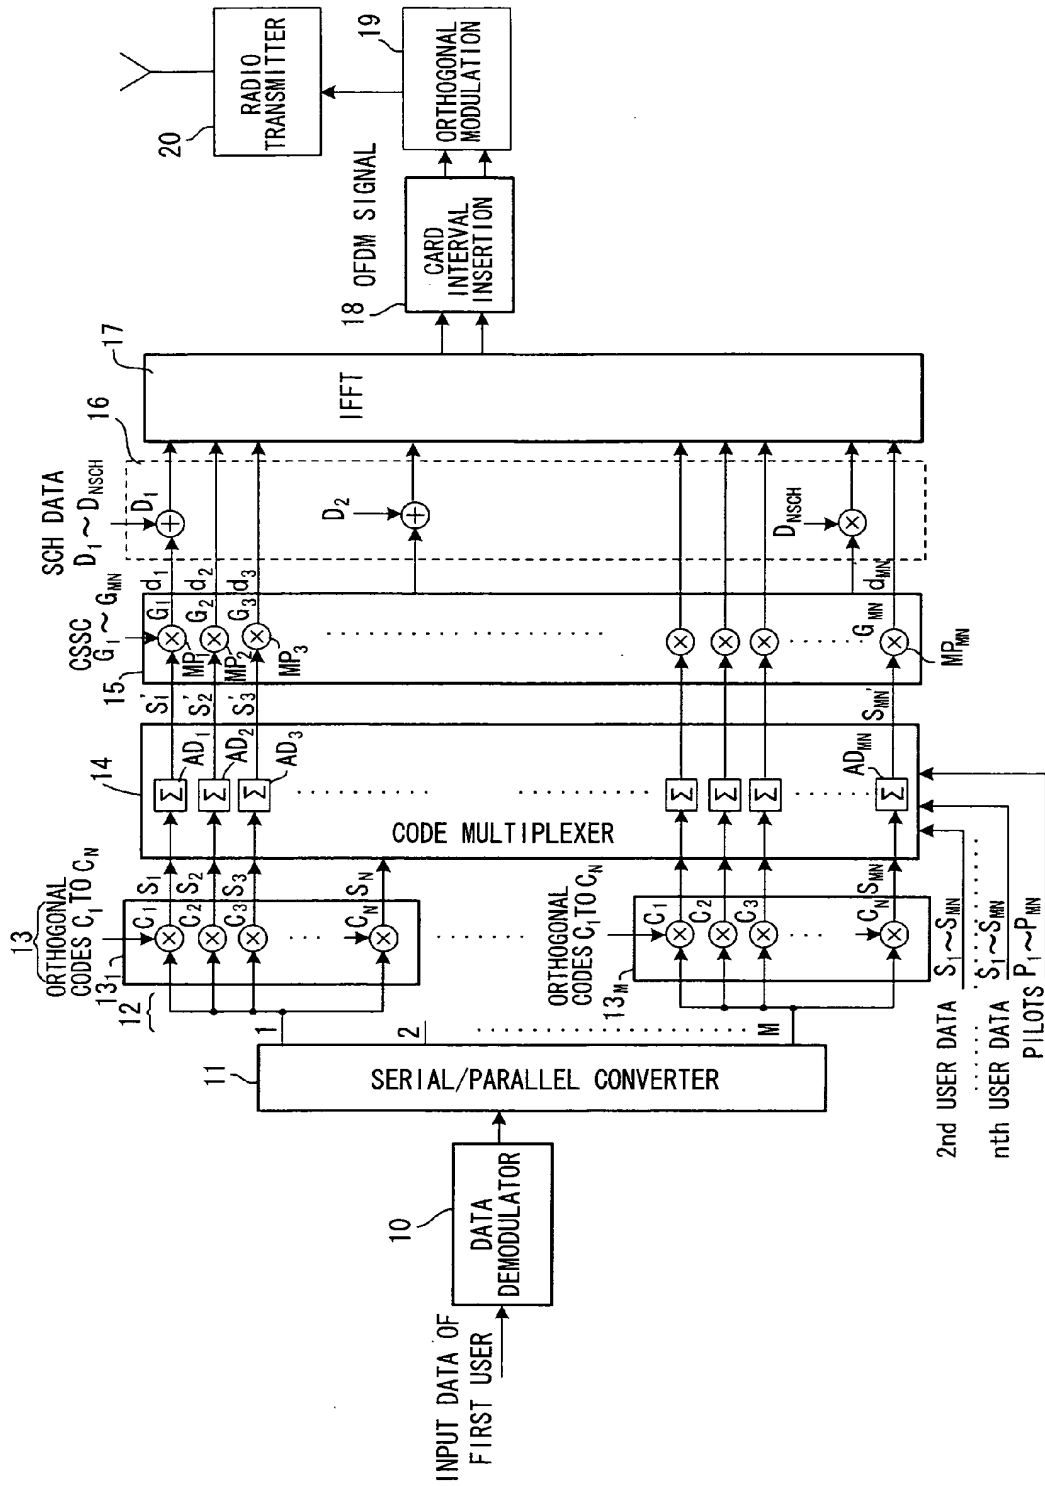 INPUT DATA OF
FIRST USER
10
DATA
DEMODULATOR
11
SERIAL/PARALLEL CONVERTER
12
1
2
M
13
ORTHOGONAL
CODES C1 TO CN
13₁
C1
C2
C3
CN
S1
S2
S3
SN
ORTHOGONAL
CODES C1 TO CN
13M
C1
C2
C3
CN
SMN
14
CODE MULTIPLEXER
Σ AD1
Σ AD2
Σ AD3
Σ
Σ
Σ
Σ ADMN
2nd USER DATA S1~SMN
nth USER DATA S1~SMN
PILOTS P1~PMN
S1'
S2'
S3'
SMN'
15
CSSC
G1~GMN
G1
G2
G3
GMN
MP1
MP2
MP3
MPMN
d1
d2
d3
dMN
SCH DATA
D1~DNSCH
D1
D2
DNSCH
16
17
IFFT
18
OFDM SIGNAL
CARD
INTERVAL
INSERTION
19
ORTHOGONAL
MODULATION
20
RADIO
TRANSMITTER